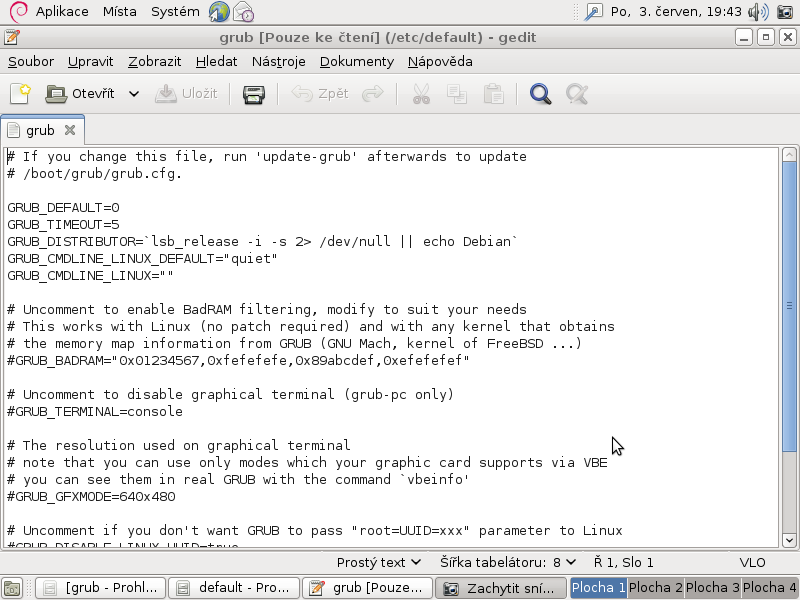 Aplikace Místa Systém Po, 3. červen, 19:43
grub [Pouze ke čtení] (/etc/default) - gedit
Soubor Upravit Zobrazit Hledat Nástroje Dokumenty Nápověda
Otevřít Uložit Zpět
grub
# If you change this file, run 'update-grub' afterwards to update
# /boot/grub/grub.cfg.
GRUB_DEFAULT=0
GRUB_TIMEOUT=5
GRUB_DISTRIBUTOR=`lsb_release -i -s 2> /dev/null || echo Debian`
GRUB_CMDLINE_LINUX_DEFAULT="quiet"
GRUB_CMDLINE_LINUX=""
# Uncomment to enable BadRAM filtering, modify to suit your needs
# This works with Linux (no patch required) and with any kernel that obtains
# the memory map information from GRUB (GNU Mach, kernel of FreeBSD ...)
#GRUB_BADRAM="0x01234567,0xfefefefe,0x89abcdef,0xefefefef"
# Uncomment to disable graphical terminal (grub-pc only)
#GRUB_TERMINAL=console
# The resolution used on graphical terminal
# note that you can use only modes which your graphic card supports via VBE
# you can see them in real GRUB with the command `vbeinfo'
#GRUB_GFXMODE=640x480
# Uncomment if you don't want GRUB to pass "root=UUID=xxx" parameter to Linux
#GRUB_DISABLE_LINUX_UUID=true
Prostý text Šířka tabelátoru: 8 Ř 1, Slo 1 VLO
[grub - Prohl... default - Pro... grub [Pouze... Zachytit sní... Plocha 1 Plocha 2 Plocha 3 Plocha 4